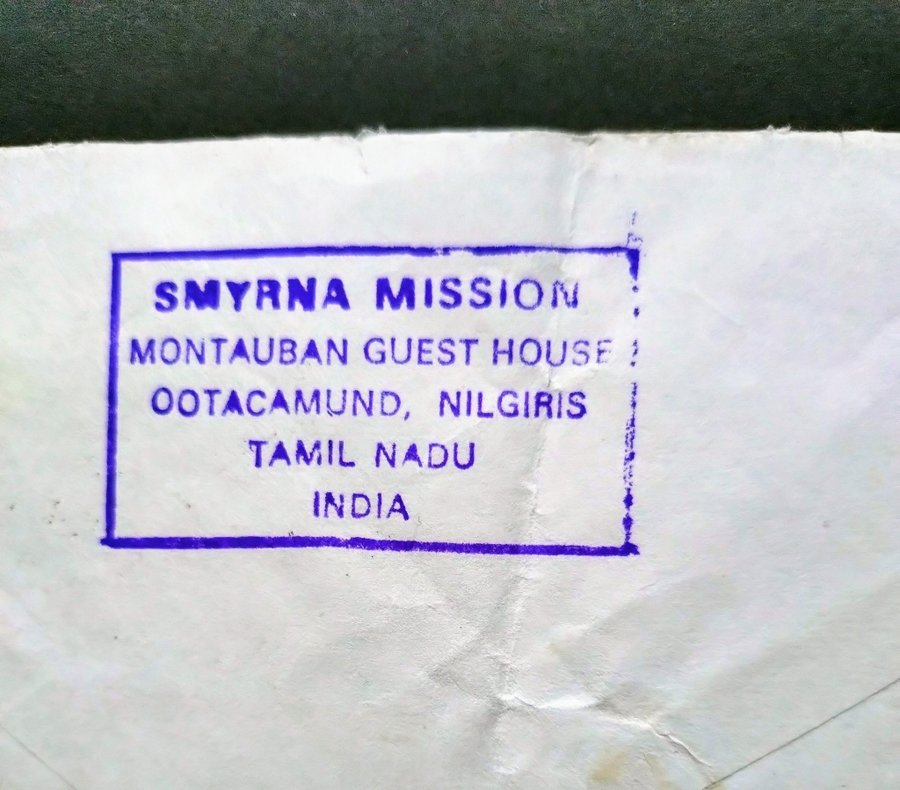 SMYRNA MISSION
MONTAUBAN GUEST HOUSE
OOTACAMUND, NILGIRIS
TAMIL NADU
INDIA